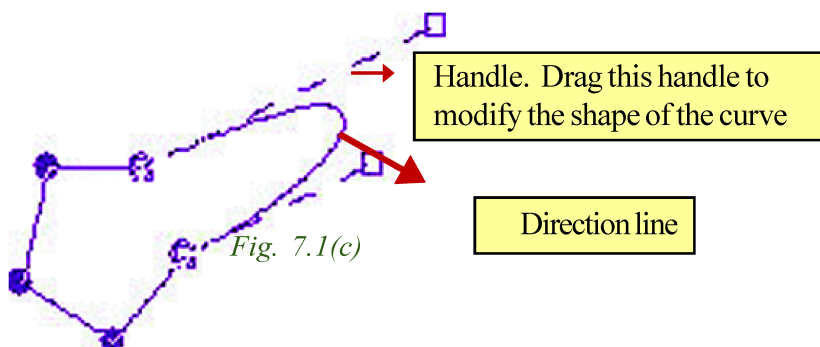 Handle. Drag this handle to
modify the shape of the curve
Direction line
Fig. 7.1(c)